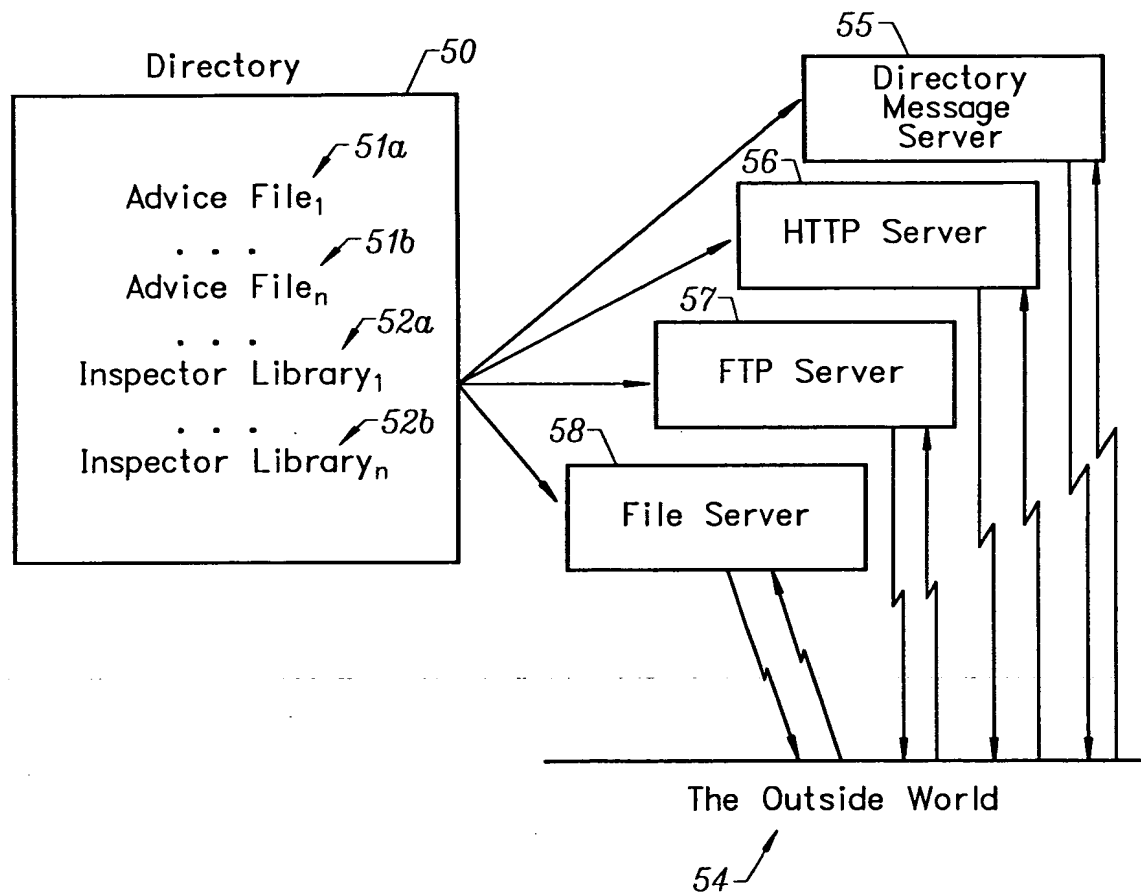 Directory
50
51a
Advice File1
. . .
51b
Advice Filen
. . .
52a
Inspector Library1
. . .
52b
Inspector Libraryn
55
Directory
Message
Server
56
HTTP Server
57
FTP Server
58
File Server
The Outside World
54